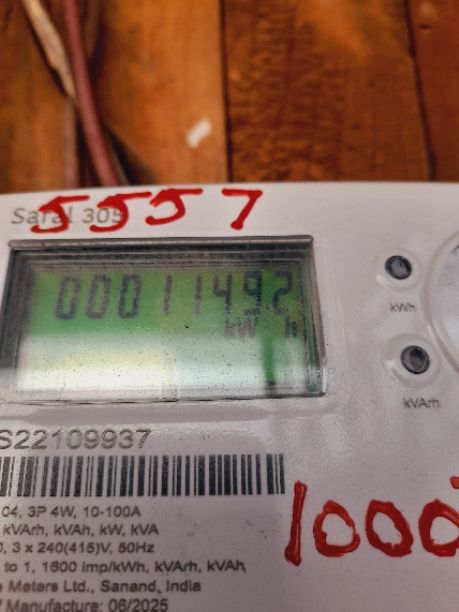 5557
Saral 305
00011492
kW h
kWh
kVArh
S22109937
04, 3P 4W, 10-100A
kVArh, kVAh, kW, kVA
0, 3 x 240(415)V, 50Hz
to 1, 1600 imp/kWh, kVArh, kVAh
Meters Ltd., Sanand, India
Manufacture: 06/2025
1000